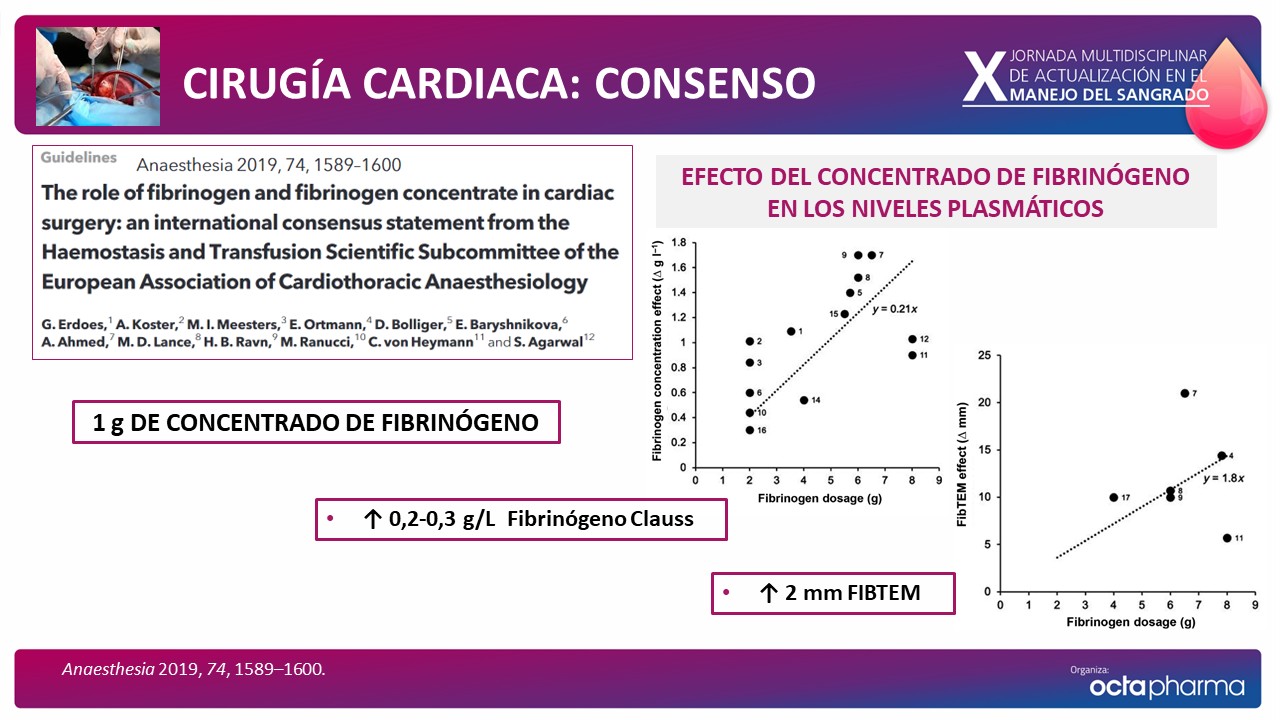 CIRUGÍA CARDIACA: CONSENSO
X JORNADA MULTIDISCIPLINAR
DE ACTUALIZACIÓN EN EL
MANEJO DEL SANGRADO
Guidelines Anaesthesia 2019, 74, 1589–1600
The role of fibrinogen and fibrinogen concentrate in cardiac
surgery: an international consensus statement from the
Haemostasis and Transfusion Scientific Subcommittee of the
European Association of Cardiothoracic Anaesthesiology
G. Erdoes,1 A. Koster,2 M. I. Meesters,3 E. Ortmann,4 D. Bolliger,5 E. Baryshnikova,6
A. Ahmed,7 M. D. Lance,8 H. B. Ravn,9 M. Ranucci,10 C. von Heymann11 and S. Agarwal12
EFECTO DEL CONCENTRADO DE FIBRINÓGENO
EN LOS NIVELES PLASMÁTICOS
Fibrinogen concentration effect (Δ g l–1)
1.8
1.6
1.4
1.2
1
0.8
0.6
0.4
0.2
0
9 7
8
5
15
y = 0.21x
1
2
12
11
3
6
14
10
16
0 1 2 3 4 5 6 7 8 9
Fibrinogen dosage (g)
1 g DE CONCENTRADO DE FIBRINÓGENO
• ↑ 0,2-0,3 g/L Fibrinógeno Clauss
• ↑ 2 mm FIBTEM
FibTEM effect (Δ mm)
25
20
15
10
5
0
7
4
y = 1.8x
8
17
9
11
0 1 2 3 4 5 6 7 8 9
Fibrinogen dosage (g)
Anaesthesia 2019, 74, 1589–1600.
Organiza:
octapharma